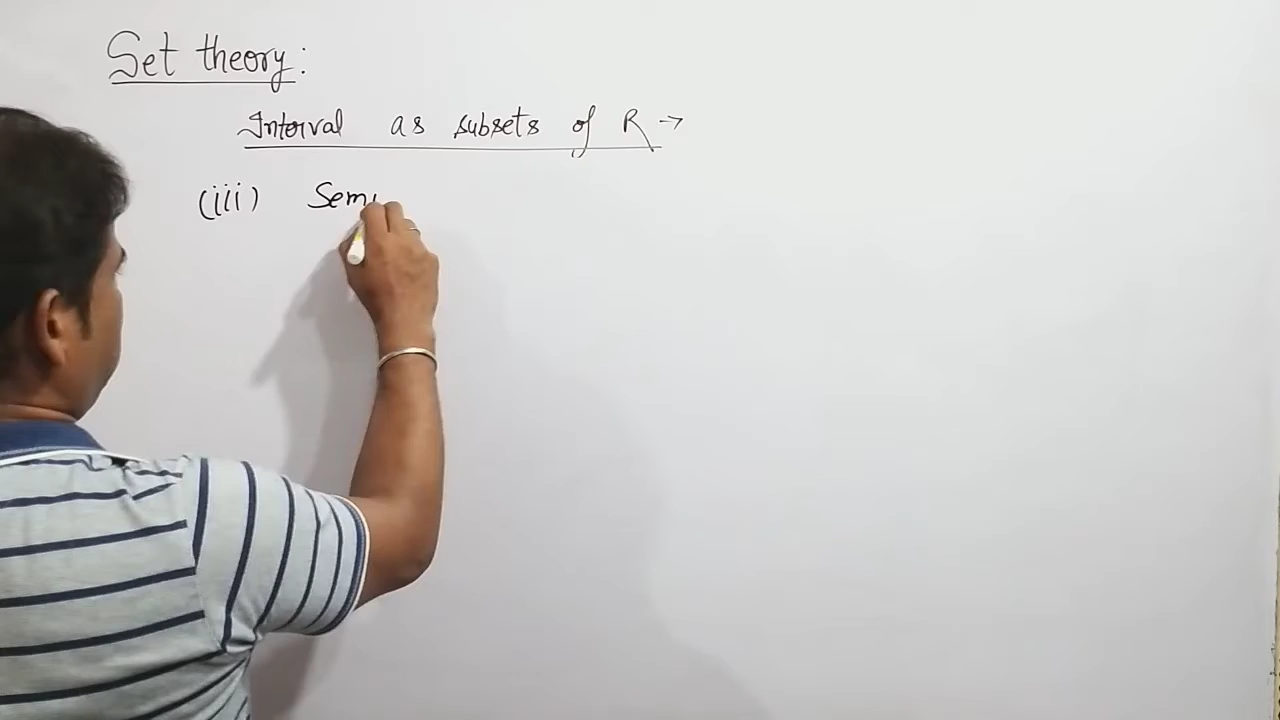 Set theory:
Interval as subsets of R →
(iii) Semi